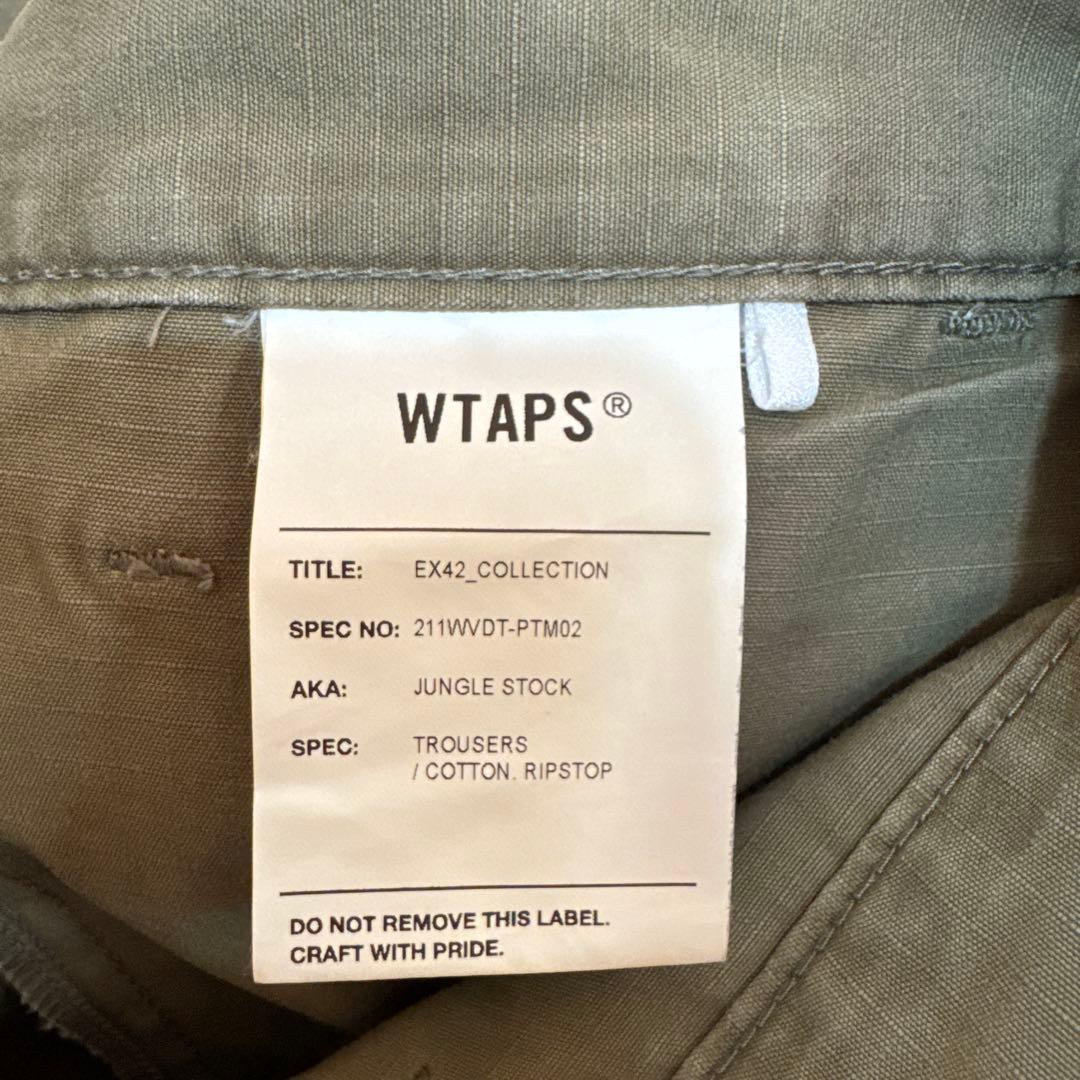 WTAPS®
TITLE: EX42_COLLECTION
SPEC NO: 211WVDT-PTM02
AKA: JUNGLE STOCK
SPEC: TROUSERS
/ COTTON. RIPSTOP
DO NOT REMOVE THIS LABEL.
CRAFT WITH PRIDE.